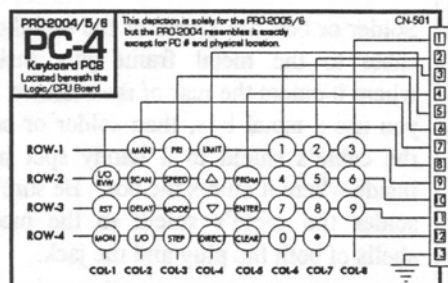 PRO-2004/5/6
PC-4
Keyboard PCB
Located beneath the
Logic/CPU Board
This depiction is solely for the PRO-2005/6
but the PRO-2004 resembles is exactly
except for PC # and physical location.
CN-501
1
2
3
4
5
6
7
8
9
10
11
12
13
ROW-1 MAN PRI LIMIT 1 2 3
ROW-2 L/O RVW SCAN SPEED △ PRGM 4 5 6
ROW-3 RST DELAY MODE ▽ ENTER 7 8 9
ROW-4 MON I/O STEP DIREC CLEAR 0 •
COL-1 COL-2 COL-3 COL-4 COL-5 COL-6 COL-7 COL-8